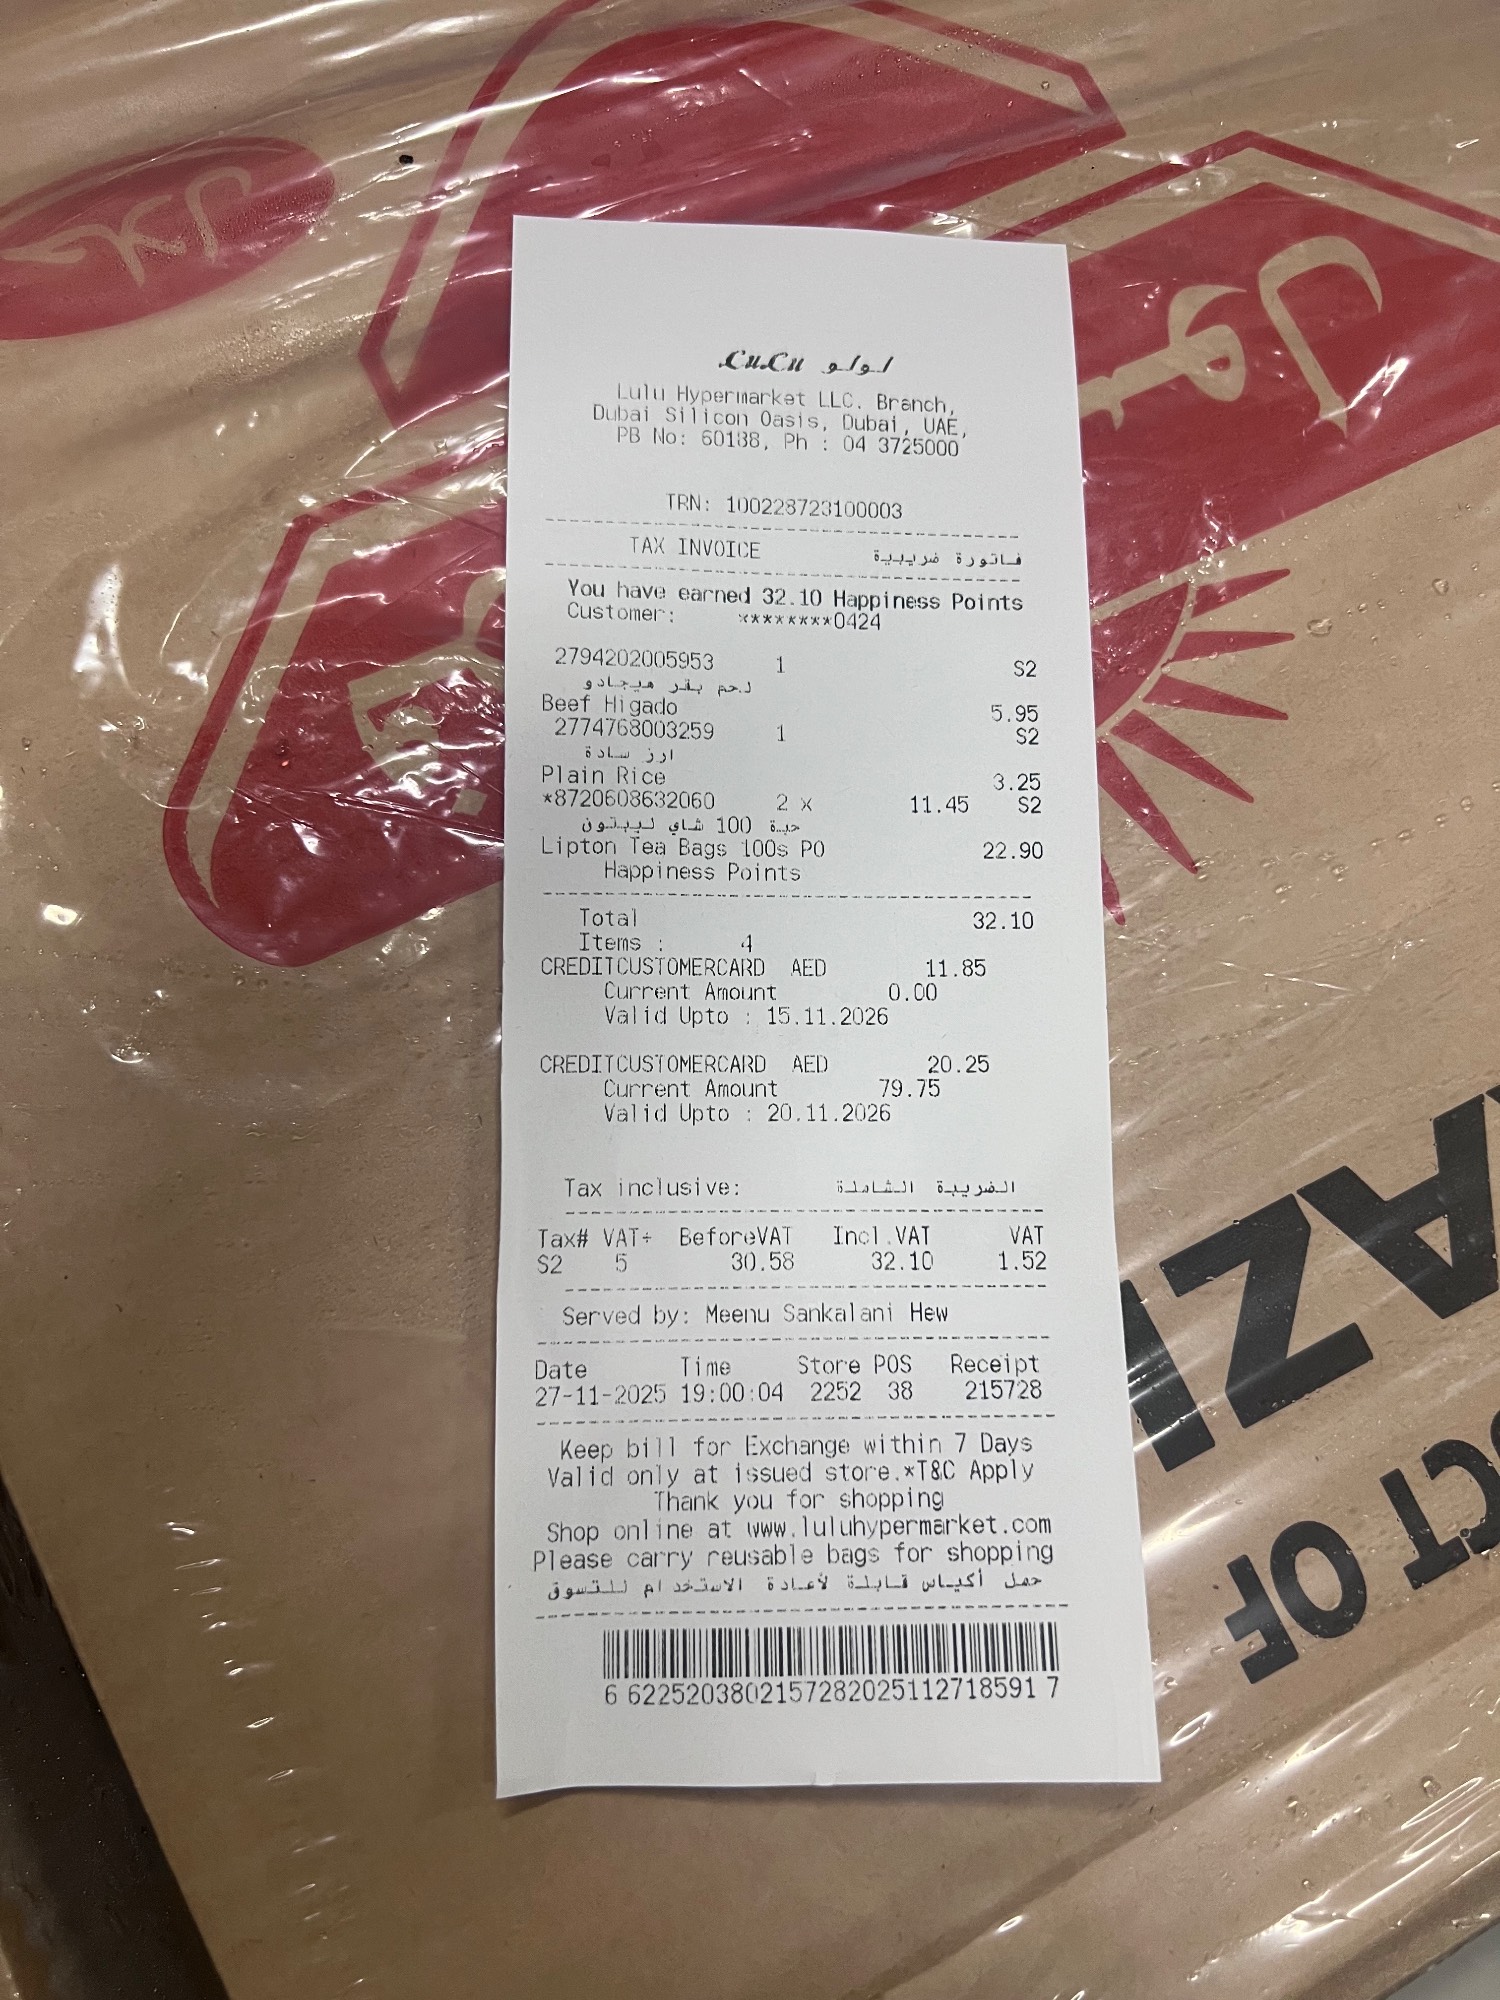 LuLu لولو
Lulu Hypermarket LLC. Branch,
Dubai Silicon Oasis, Dubai, UAE,
PB No: 60188, Ph : 04 3725000
TRN: 100228723100003
TAX INVOICE فاتورة ضريبية
You have earned 32.10 Happiness Points
Customer: ********0424
2794202005953 1 S2
لحم بقر هيجادو
Beef Higado 5.95
2774768003259 1 S2
ارز سادة
Plain Rice 3.25
*8720608632060 2 x 11.45 S2
حبة 100 شاي ليبتون
Lipton Tea Bags 100s PO 22.90
Happiness Points
Total 32.10
Items : 4
CREDITCUSTOMERCARD AED 11.85
Current Amount 0.00
Valid Upto : 15.11.2026
CREDITCUSTOMERCARD AED 20.25
Current Amount 79.75
Valid Upto : 20.11.2026
Tax inclusive: الضريبة الشاملة
Tax# VAT÷ BeforeVAT Incl.VAT VAT
S2 5 30.58 32.10 1.52
Served by: Meenu Sankalani Hew
Date Time Store POS Receipt
27-11-2025 19:00:04 2252 38 215728
Keep bill for Exchange within 7 Days
Valid only at issued store.*T&C Apply
Thank you for shopping
Shop online at www.luluhypermarket.com
Please carry reusable bags for shopping
حمل أكياس قابلة لأعادة الاستخدام للتسوق
6 6225203802157282025112718591 7
حلال
OF